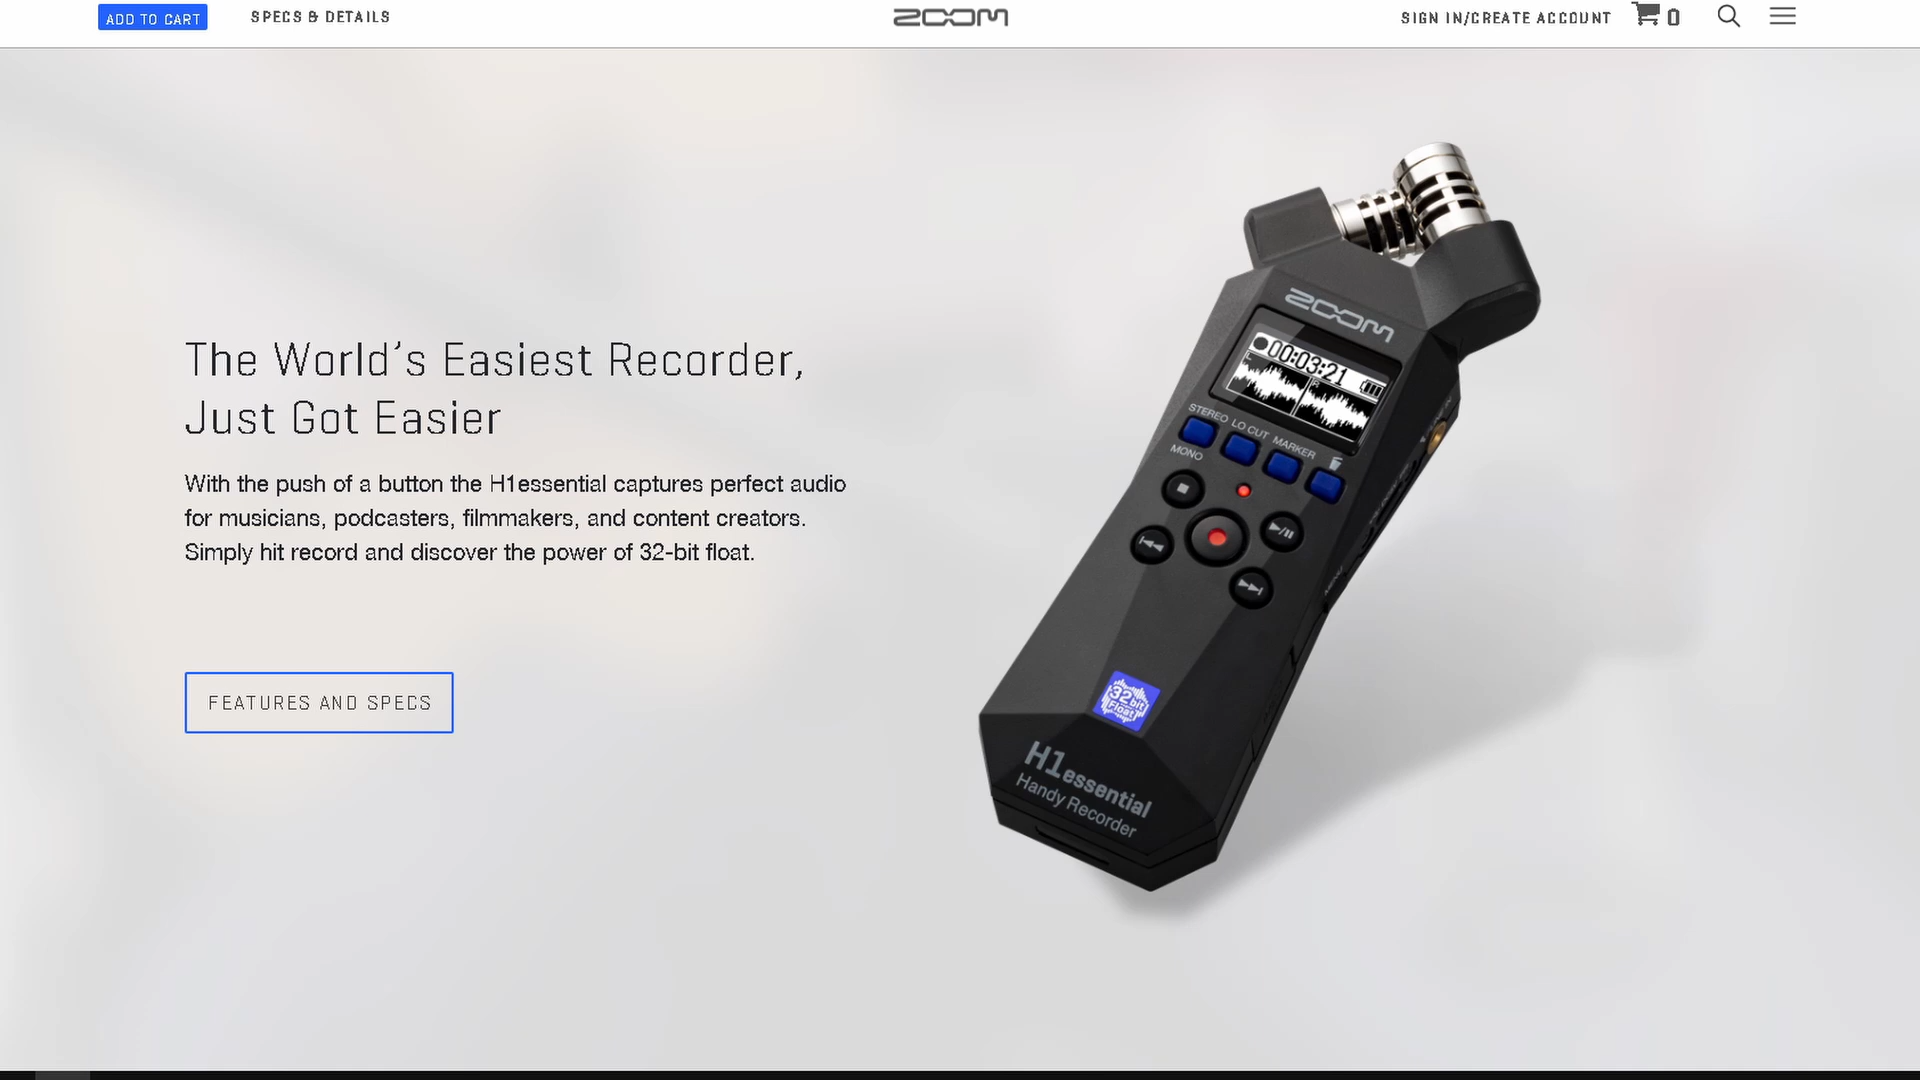 ADD TO CART
SPECS & DETAILS
ZOOM
SIGN IN/CREATE ACCOUNT
0
The World's Easiest Recorder,
Just Got Easier
With the push of a button the H1essential captures perfect audio
for musicians, podcasters, filmmakers, and content creators.
Simply hit record and discover the power of 32-bit float.
FEATURES AND SPECS
ZOOM
00:03:21
L
STEREO LO CUT MARKER
MONO
32bit
Float
H1essential
Handy Recorder